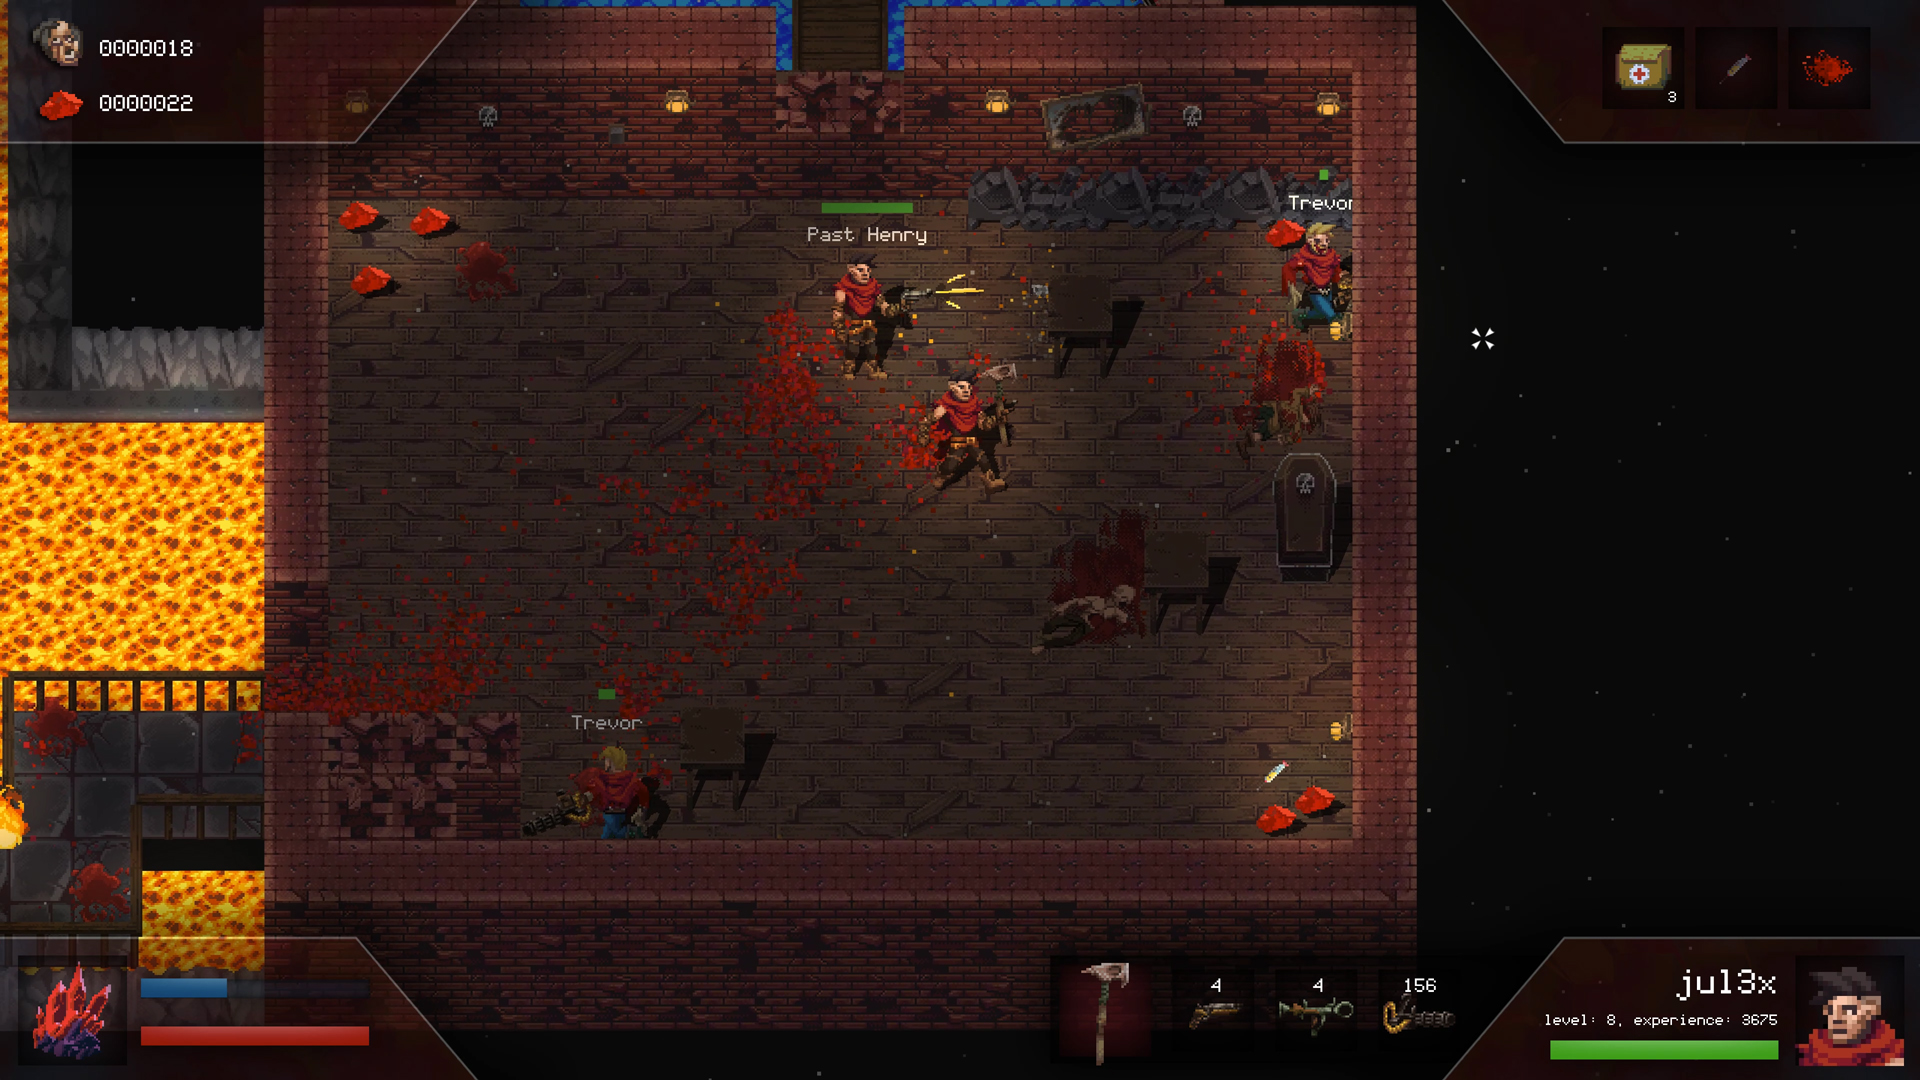 0000018
0000022
3
Trevor
Past Henry
Trevor
4
4
156
jul3x
level: 8, experience: 3675